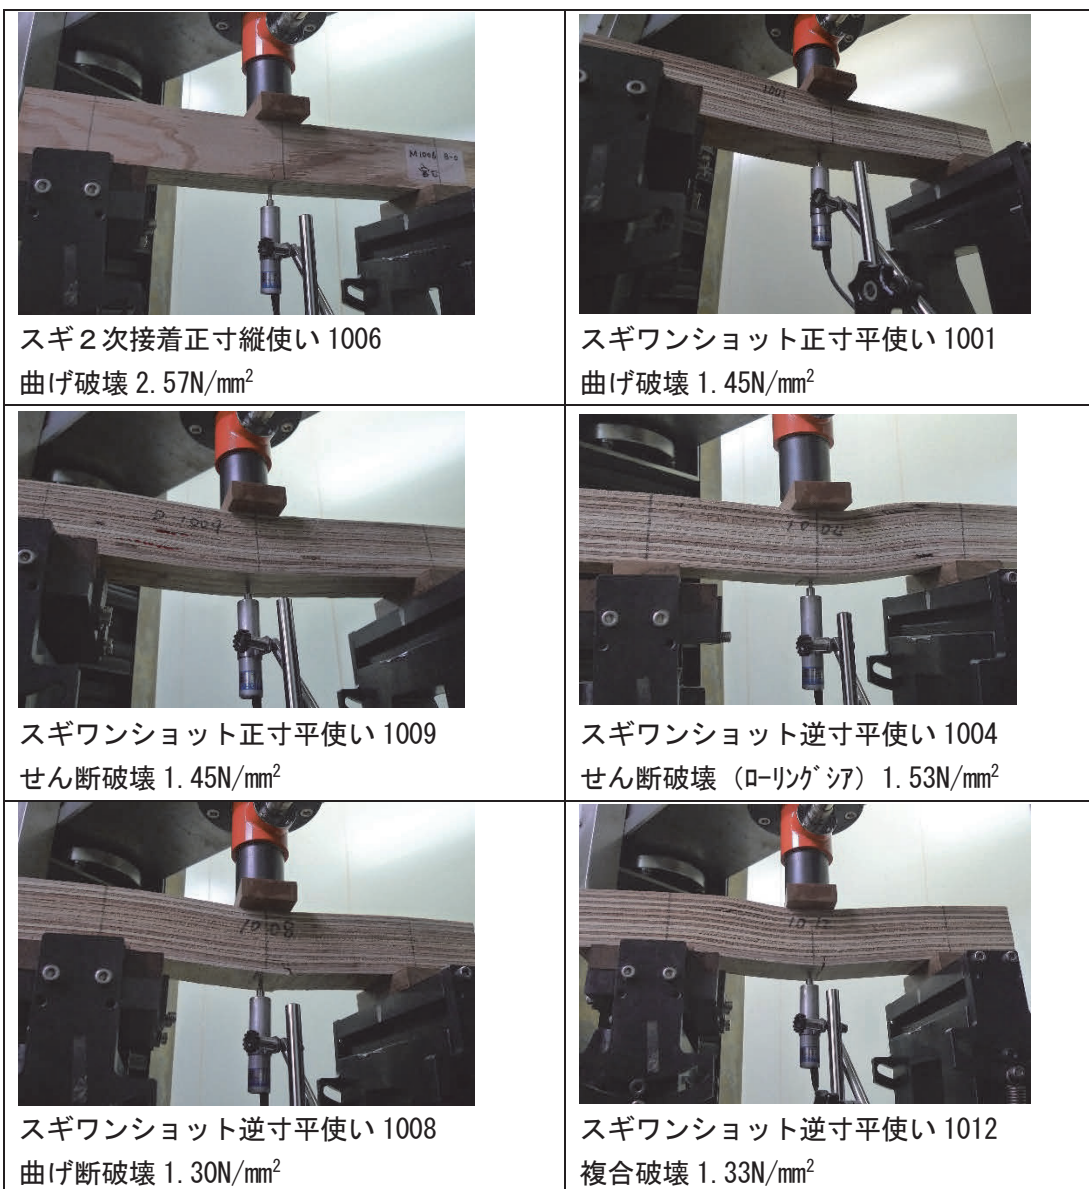 M1006 B-a
1001
スギ2次接着正寸縦使い 1006
曲げ破壊 2.57N/mm²
スギワンショット正寸平使い 1001
曲げ破壊 1.45N/mm²
1009
1004
スギワンショット正寸平使い 1009
せん断破壊 1.45N/mm²
スギワンショット逆寸平使い 1004
せん断破壊 (ローリングシア) 1.53N/mm²
1008
1012
スギワンショット逆寸平使い 1008
曲げ断破壊 1.30N/mm²
スギワンショット逆寸平使い 1012
複合破壊 1.33N/mm²